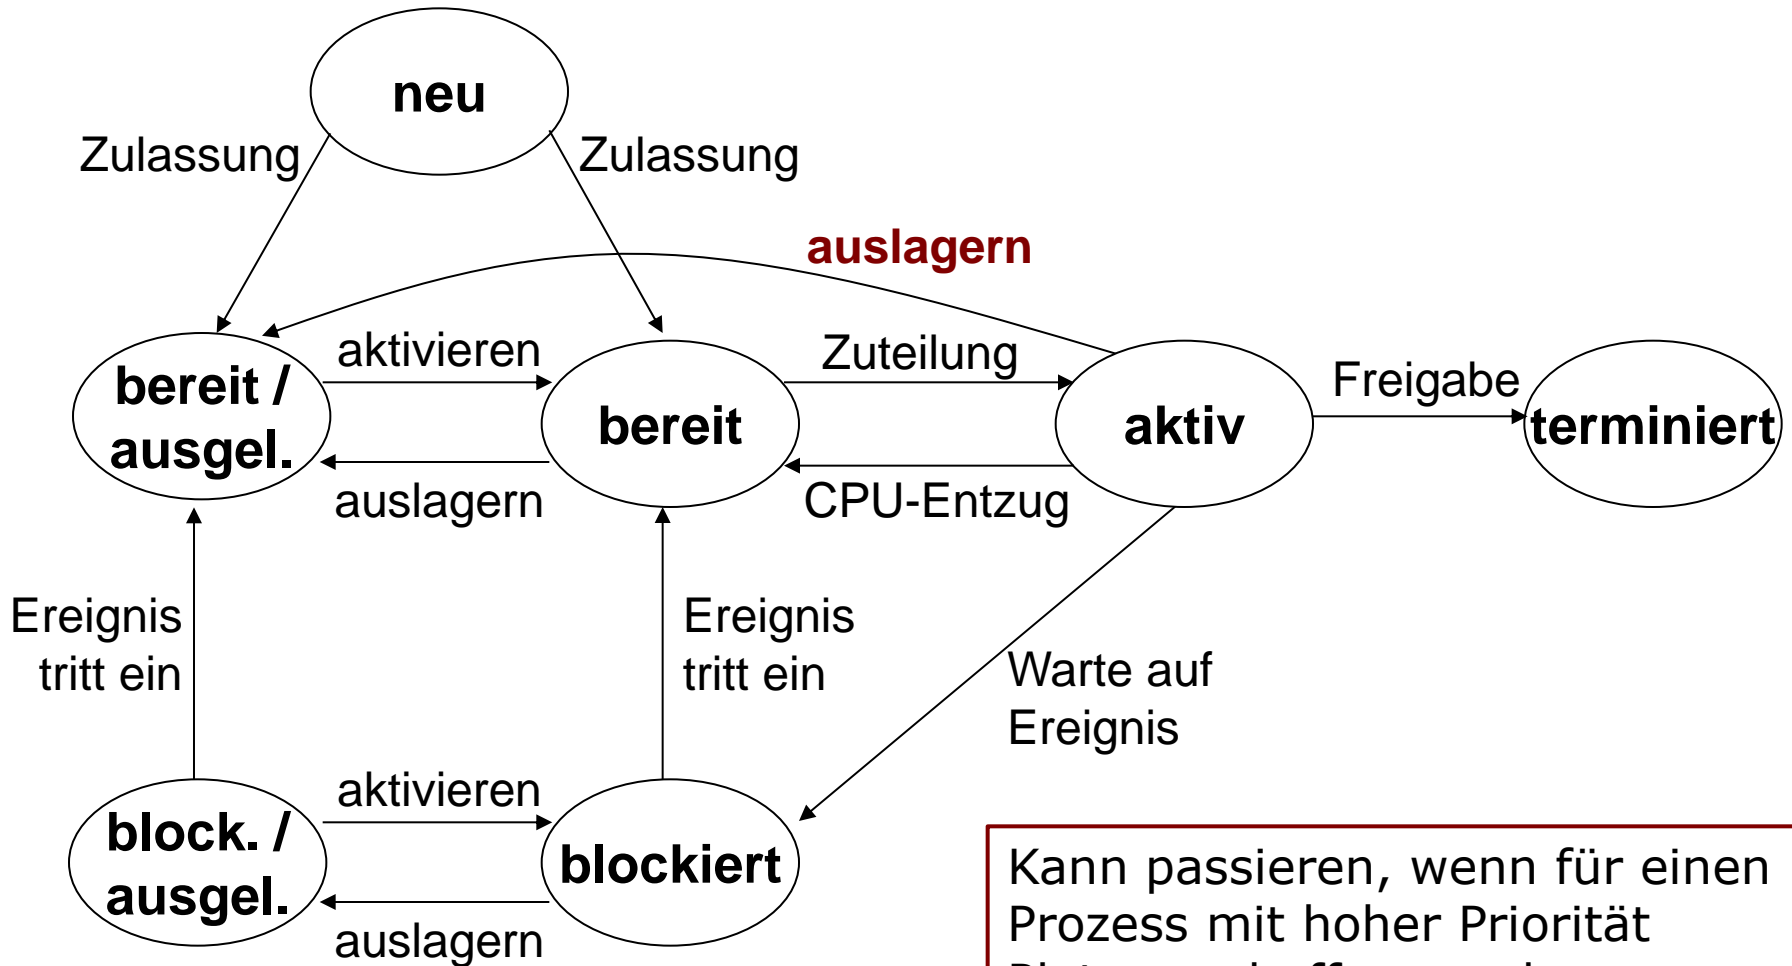 neu
Zulassung
Zulassung
auslagern
aktivieren
Zuteilung
Freigabe
bereit /
ausgel.
bereit
aktiv
terminiert
auslagern
CPU-Entzug
Ereignis
tritt ein
Ereignis
tritt ein
Warte auf
Ereignis
aktivieren
block. /
ausgel.
blockiert
auslagern
Kann passieren, wenn für einen
Prozess mit hoher Priorität